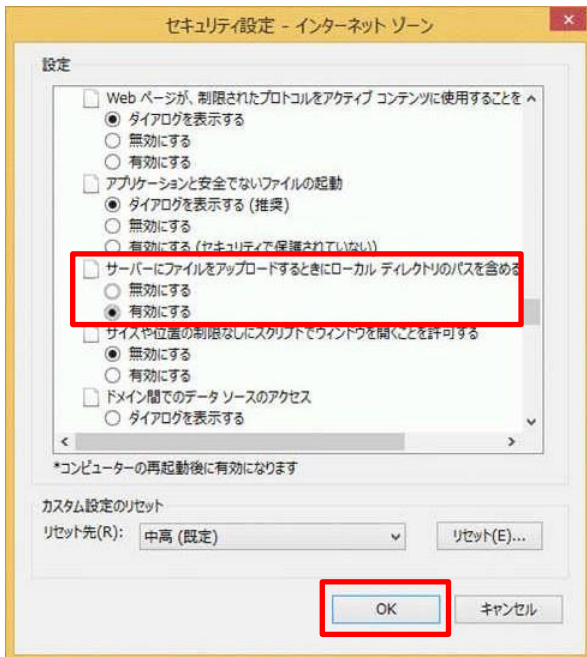 セキュリティ設定 - インターネット ゾーン
設定
Web ページが、制限されたプロトコルをアクティブ コンテンツに使用することを
ダイアログを表示する
無効にする
有効にする
アプリケーションと安全でないファイルの起動
ダイアログを表示する (推奨)
無効にする
有効にする (セキュリティで保護されていない)
サーバーにファイルをアップロードするときにローカル ディレクトリのパスを含める
無効にする
有効にする
サイズや位置の制限なしにスクリプトでウィンドウを開くことを許可する
無効にする
有効にする
ドメイン間でのデータ ソースのアクセス
ダイアログを表示する
*コンピューターの再起動後に有効になります
カスタム設定のリセット
リセット先(R): 中高 (既定) リセット(E)...
OK キャンセル